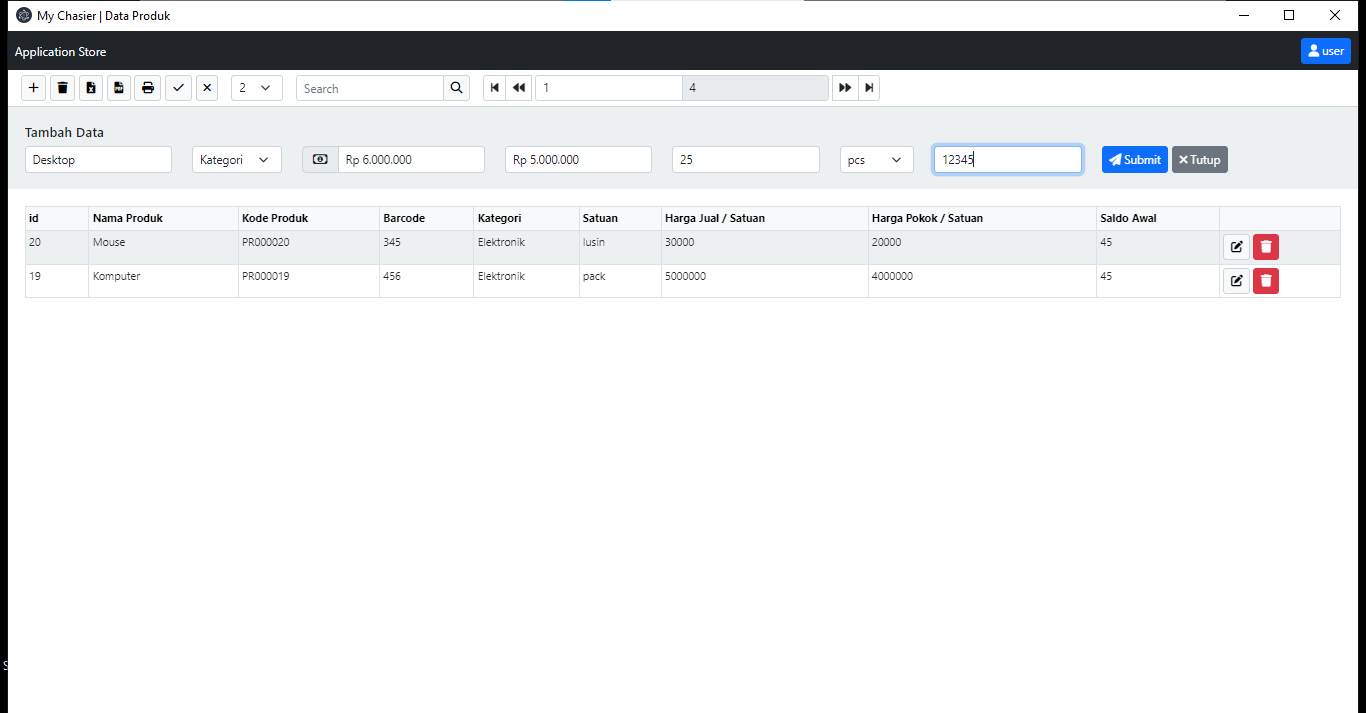 My Chasier | Data Produk
Application Store user
2 Search 1 4
Tambah Data
Desktop Kategori Rp 6.000.000 Rp 5.000.000 25 pcs 12345 Submit Tutup
id Nama Produk Kode Produk Barcode Kategori Satuan Harga Jual / Satuan Harga Pokok / Satuan Saldo Awal
20 Mouse PR000020 345 Elektronik lusin 30000 20000 45
19 Komputer PR000019 456 Elektronik pack 5000000 4000000 45
S